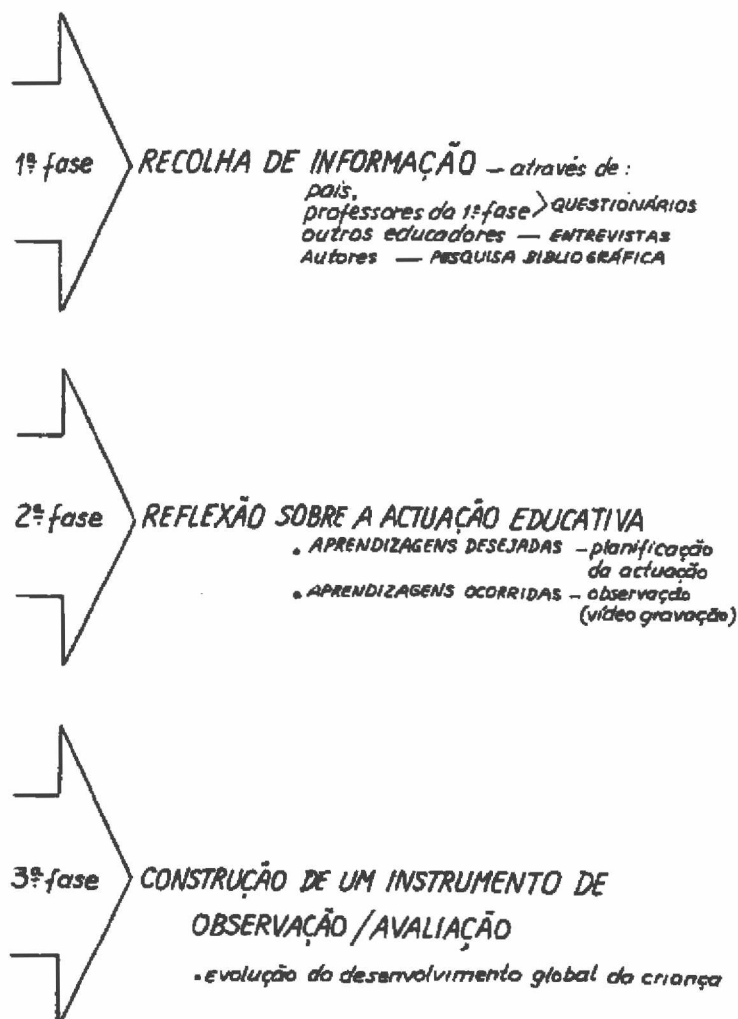 1ª fase RECOLHA DE INFORMAÇÃO – através de:
pais,
professores da 1ª fase > QUESTIONÁRIOS
outros educadores — ENTREVISTAS
Autores — PESQUISA BIBLIOGRÁFICA
2ª fase REFLEXÃO SOBRE A ACTUAÇÃO EDUCATIVA
• APRENDIZAGENS DESEJADAS – planificação
da actuação
• APRENDIZAGENS OCORRIDAS – observação
(vídeo gravação)
3ª fase CONSTRUÇÃO DE UM INSTRUMENTO DE
OBSERVAÇÃO/AVALIAÇÃO
• evolução do desenvolvimento global da criança